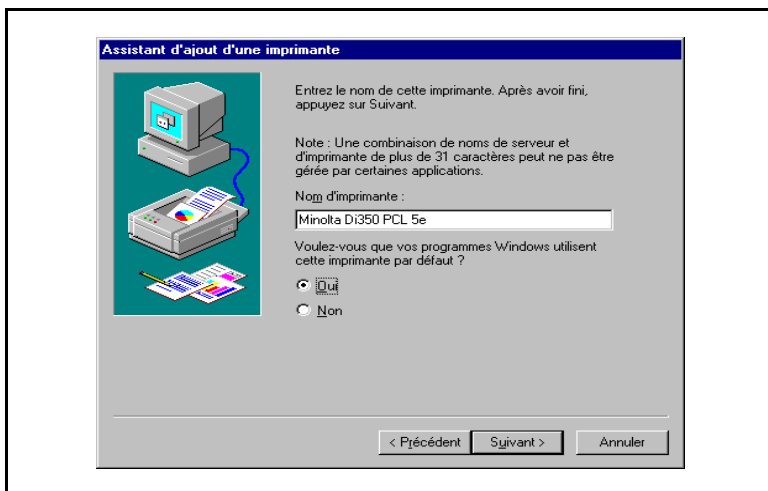 Assistant d'ajout d'une imprimante
Entrez le nom de cette imprimante. Après avoir fini,
appuyez sur Suivant.
Note : Une combinaison de noms de serveur et
d'imprimante de plus de 31 caractères peut ne pas être
gérée par certaines applications.
Nom d'imprimante :
Minolta Di350 PCL 5e
Voulez-vous que vos programmes Windows utilisent
cette imprimante par défaut ?
Oui
Non
< Précédent
Suivant >
Annuler